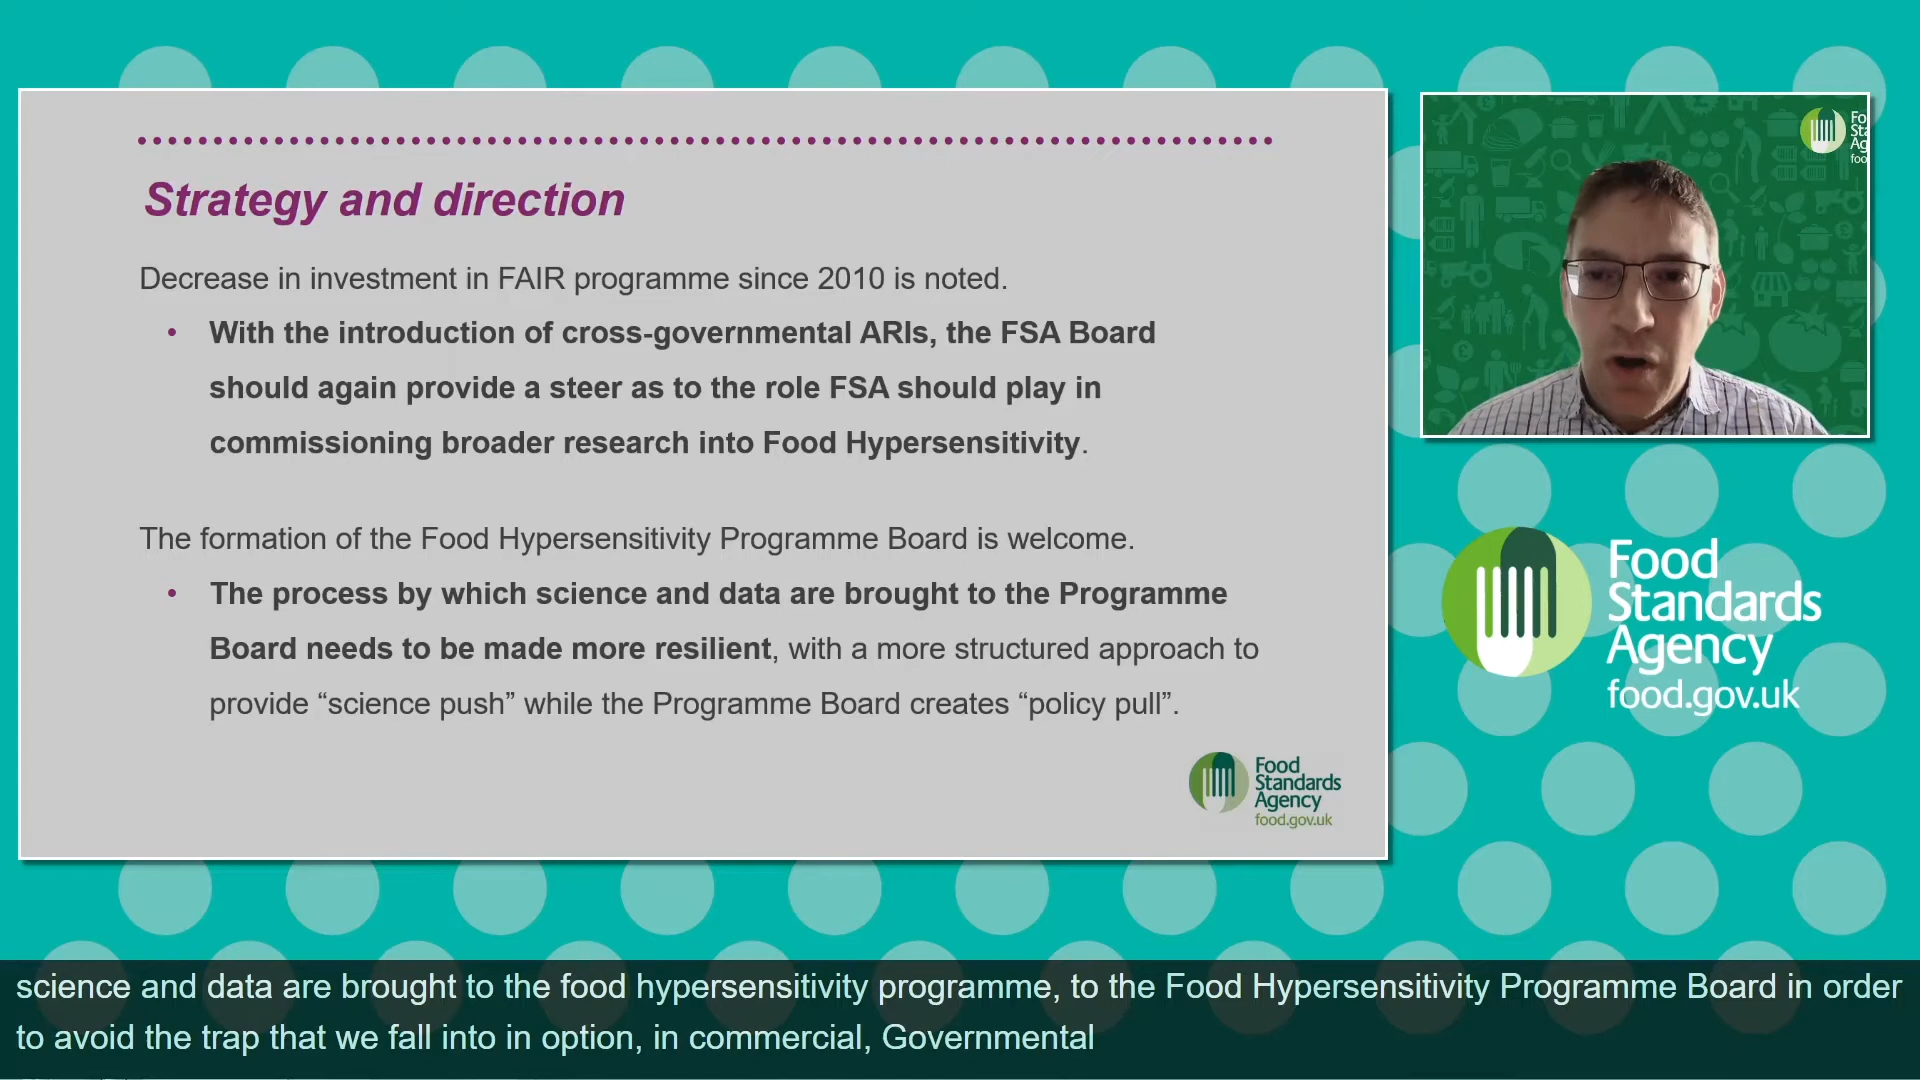 Strategy and direction
Decrease in investment in FAIR programme since 2010 is noted.
• With the introduction of cross-governmental ARIs, the FSA Board
should again provide a steer as to the role FSA should play in
commissioning broader research into Food Hypersensitivity.
The formation of the Food Hypersensitivity Programme Board is welcome.
• The process by which science and data are brought to the Programme
Board needs to be made more resilient, with a more structured approach to
provide “science push” while the Programme Board creates “policy pull”.
Food
Standards
Agency
food.gov.uk
Fo
Sta
Ag
foo
Food
Standards
Agency
food.gov.uk
science and data are brought to the food hypersensitivity programme, to the Food Hypersensitivity Programme Board in order
to avoid the trap that we fall into in option, in commercial, Governmental